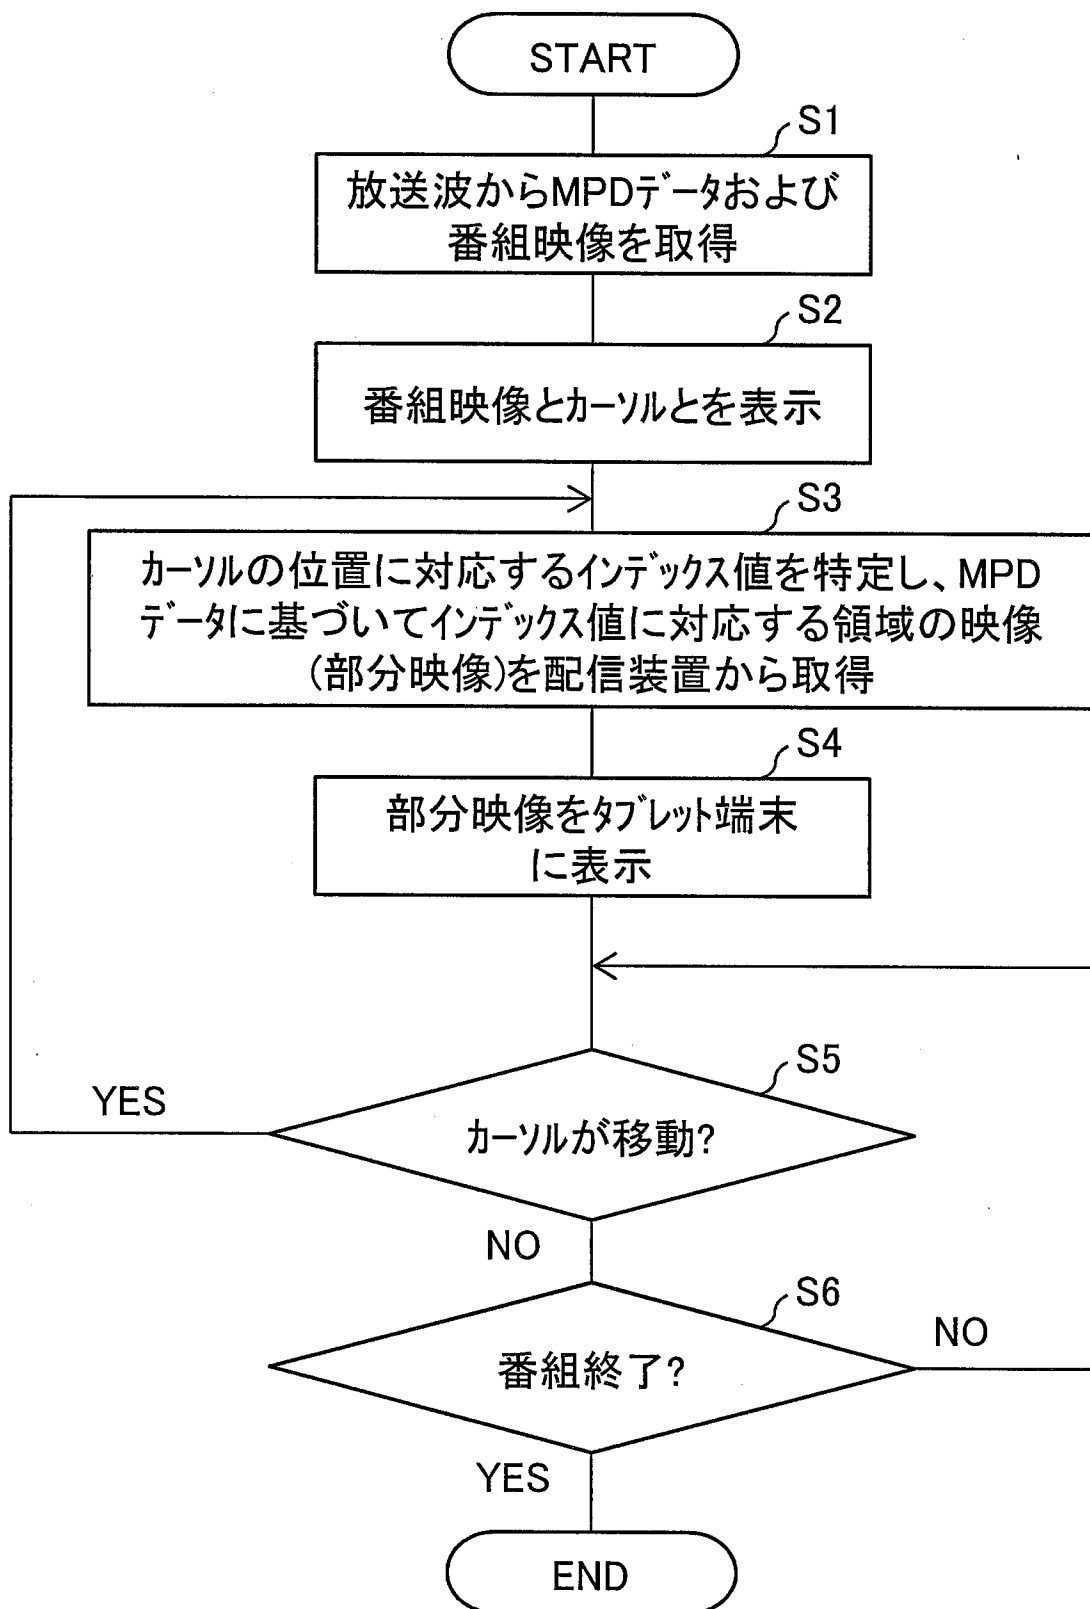 START
S1
放送波からMPDデータおよび
番組映像を取得
S2
番組映像とカーソルとを表示
S3
カーソルの位置に対応するインデックス値を特定し、MPD
データに基づいてインデックス値に対応する領域の映像
(部分映像)を配信装置から取得
S4
部分映像をタブレット端末
に表示
S5
YES
カーソルが移動?
NO
S6
NO
番組終了?
YES
END